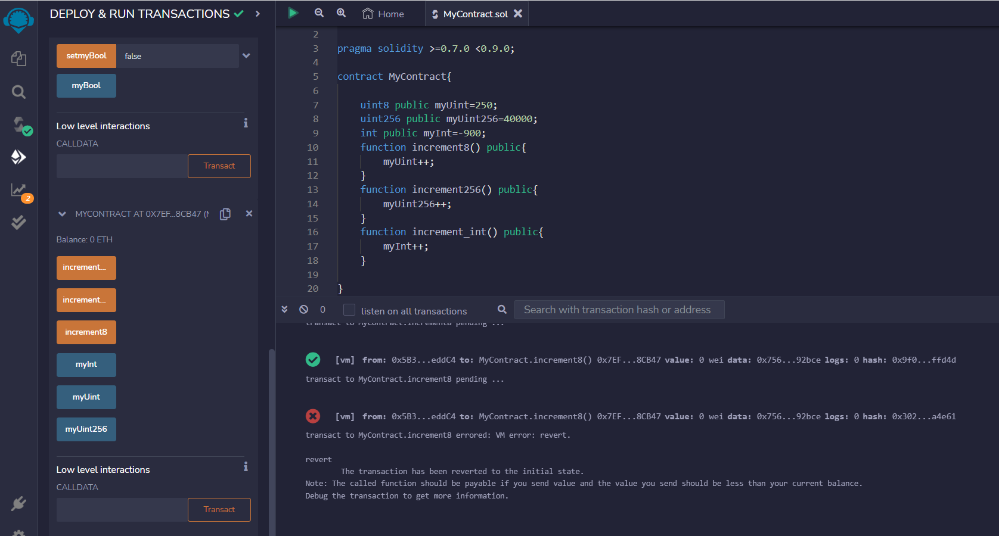 DEPLOY & RUN TRANSACTIONS
setmyBool false
myBool
Low level interactions
CALLDATA
Transact
MYCONTRACT AT 0X7EF...8CB47 (
Balance: 0 ETH
increment...
increment...
increment8
myInt
myUint
myUint256
Low level interactions
CALLDATA
Transact
2
Home
MyContract.sol
2
3 pragma solidity >=0.7.0 <0.9.0;
4
5 contract MyContract{
6
7 uint8 public myUint=250;
8 uint256 public myUint256=40000;
9 int public myInt=-900;
10 function increment8() public{
11 myUint++;
12 }
13 function increment256() public{
14 myUint256++;
15 }
16 function increment_int() public{
17 myInt++;
18 }
19
20 }
0 listen on all transactions Search with transaction hash or address
transact to MyContract.increment8 pending ...
[vm] from: 0x5B3...eddC4 to: MyContract.increment8() 0x7EF...8CB47 value: 0 wei data: 0x756...92bce logs: 0 hash: 0x9f0...ffd4d
transact to MyContract.increment8 pending ...
[vm] from: 0x5B3...eddC4 to: MyContract.increment8() 0x7EF...8CB47 value: 0 wei data: 0x756...92bce logs: 0 hash: 0x302...a4e61
transact to MyContract.increment8 errored: VM error: revert.
revert
The transaction has been reverted to the initial state.
Note: The called function should be payable if you send value and the value you send should be less than your current balance.
Debug the transaction to get more information.